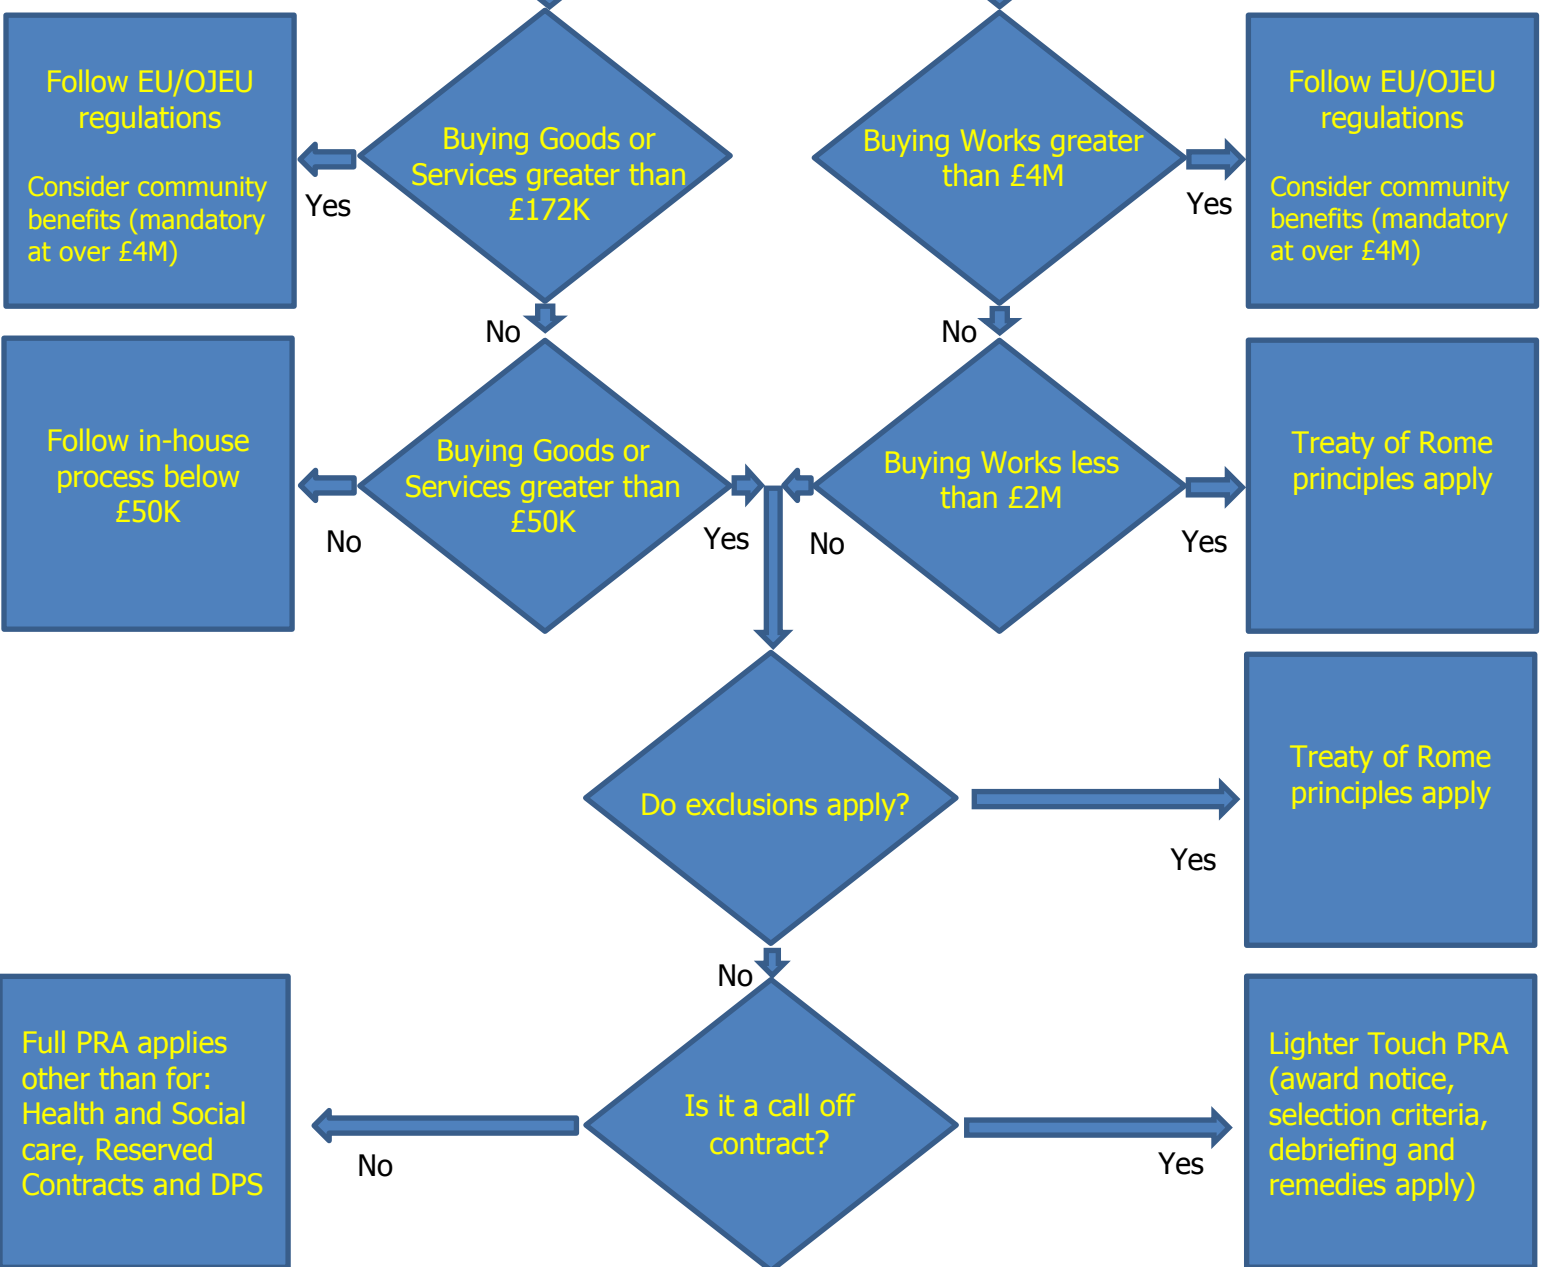 Follow EU/OJEU
regulations
Consider community
benefits (mandatory
at over £4M)
Yes
Buying Goods or
Services greater than
£172K
Buying Works greater
than £4M
Yes
Follow EU/OJEU
regulations
Consider community
benefits (mandatory
at over £4M)
No
No
Follow in-house
process below
£50K
No
Buying Goods or
Services greater than
£50K
Yes
No
Buying Works less
than £2M
Yes
Treaty of Rome
principles apply
Do exclusions apply?
Yes
Treaty of Rome
principles apply
No
Full PRA applies
other than for:
Health and Social
care, Reserved
Contracts and DPS
No
Is it a call off
contract?
Yes
Lighter Touch PRA
(award notice,
selection criteria,
debriefing and
remedies apply)